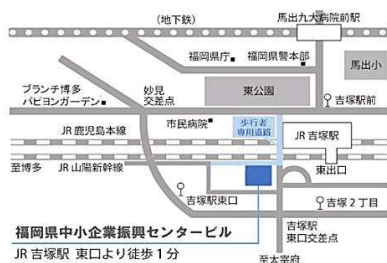 (地下鉄)
馬出九大病院前駅
福岡県庁
福岡県警本部
馬出小
東公園
ブランチ博多
パピヨンガーデン
妙見
交差点
吉塚駅前
市民病院
歩行者
専用道路
JR 鹿児島本線
JR 吉塚駅
至博多
JR 山陽新幹線
東出口
吉塚駅東口
吉塚2丁目
福岡県中小企業振興センタービル
JR 吉塚駅 東口より徒歩1分
吉塚駅
東口交差点
至太宰府